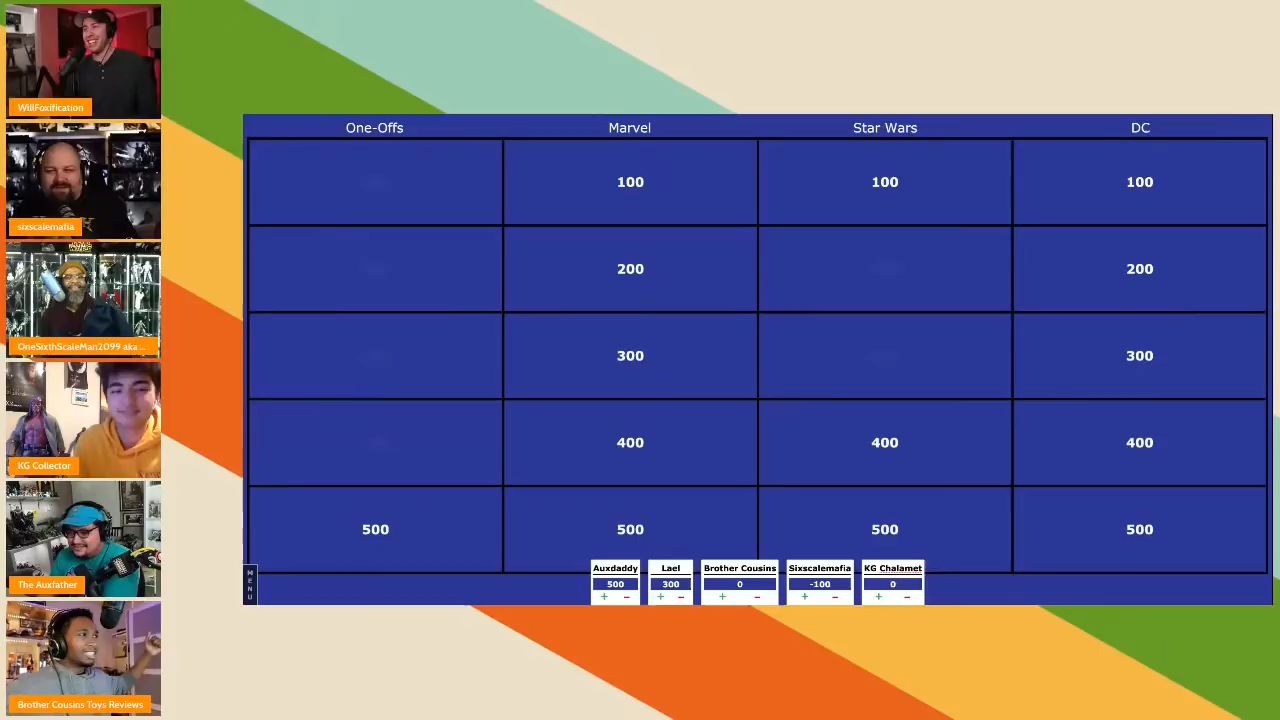 WillFoxification
sixscalemafia
OneSixthScaleMan2099 aka ...
KG Collector
The Auxfather
Brother Cousins Toys Reviews
One-Offs Marvel Star Wars DC
100 100 100
200 200
300 300
400 400 400
500 500 500 500
MENU
Auxdaddy Lael Brother Cousins Sixscalemafia KG Chalamet
500 300 0 -100 0
+ − + − + − + − + −